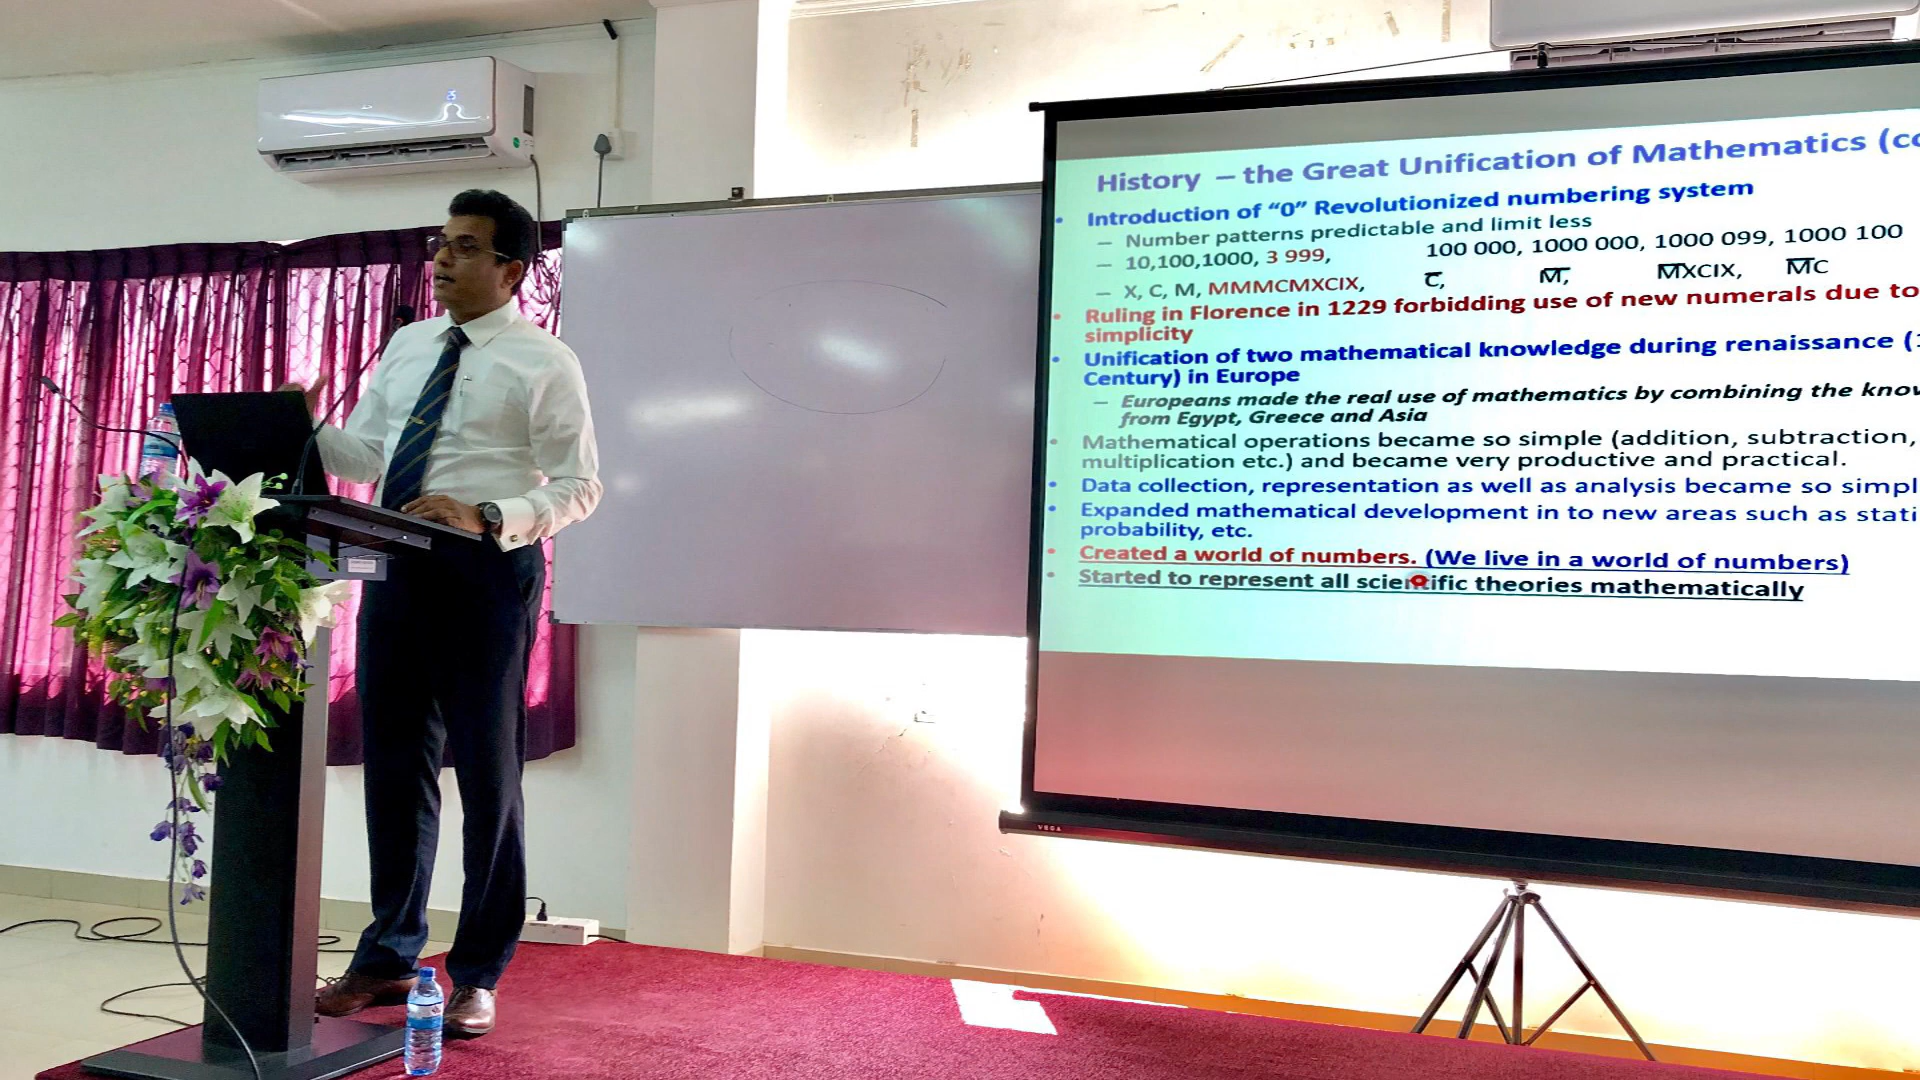 History – the Great Unification of Mathematics (co
• Introduction of “0” Revolutionized numbering system
– Number patterns predictable and limit less
– 10,100,1000, 3 999, 100 000, 1000 000, 1000 099, 1000 100
– X, C, M, MMMCMXCIX, C̅, M̅, M̅XCIX, M̅C
• Ruling in Florence in 1229 forbidding use of new numerals due to
simplicity
• Unification of two mathematical knowledge during renaissance (1
Century) in Europe
– Europeans made the real use of mathematics by combining the know
from Egypt, Greece and Asia
• Mathematical operations became so simple (addition, subtraction,
multiplication etc.) and became very productive and practical.
• Data collection, representation as well as analysis became so simpl
• Expanded mathematical development in to new areas such as stati
probability, etc.
• Created a world of numbers. (We live in a world of numbers)
• Started to represent all scientific theories mathematically
VEGA